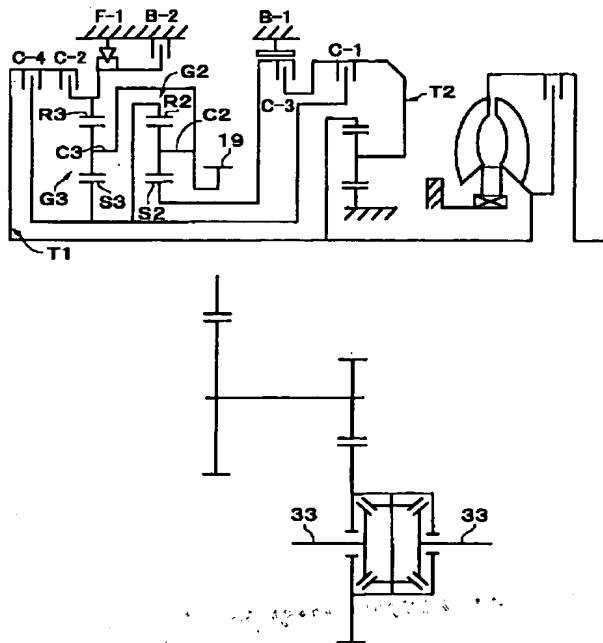 F-1 B-2 B-1
C-4 C-2 G2 C-1
R3 R2 C-3 T2
C2 19
C3
G3 S3 S2
T1
33 33